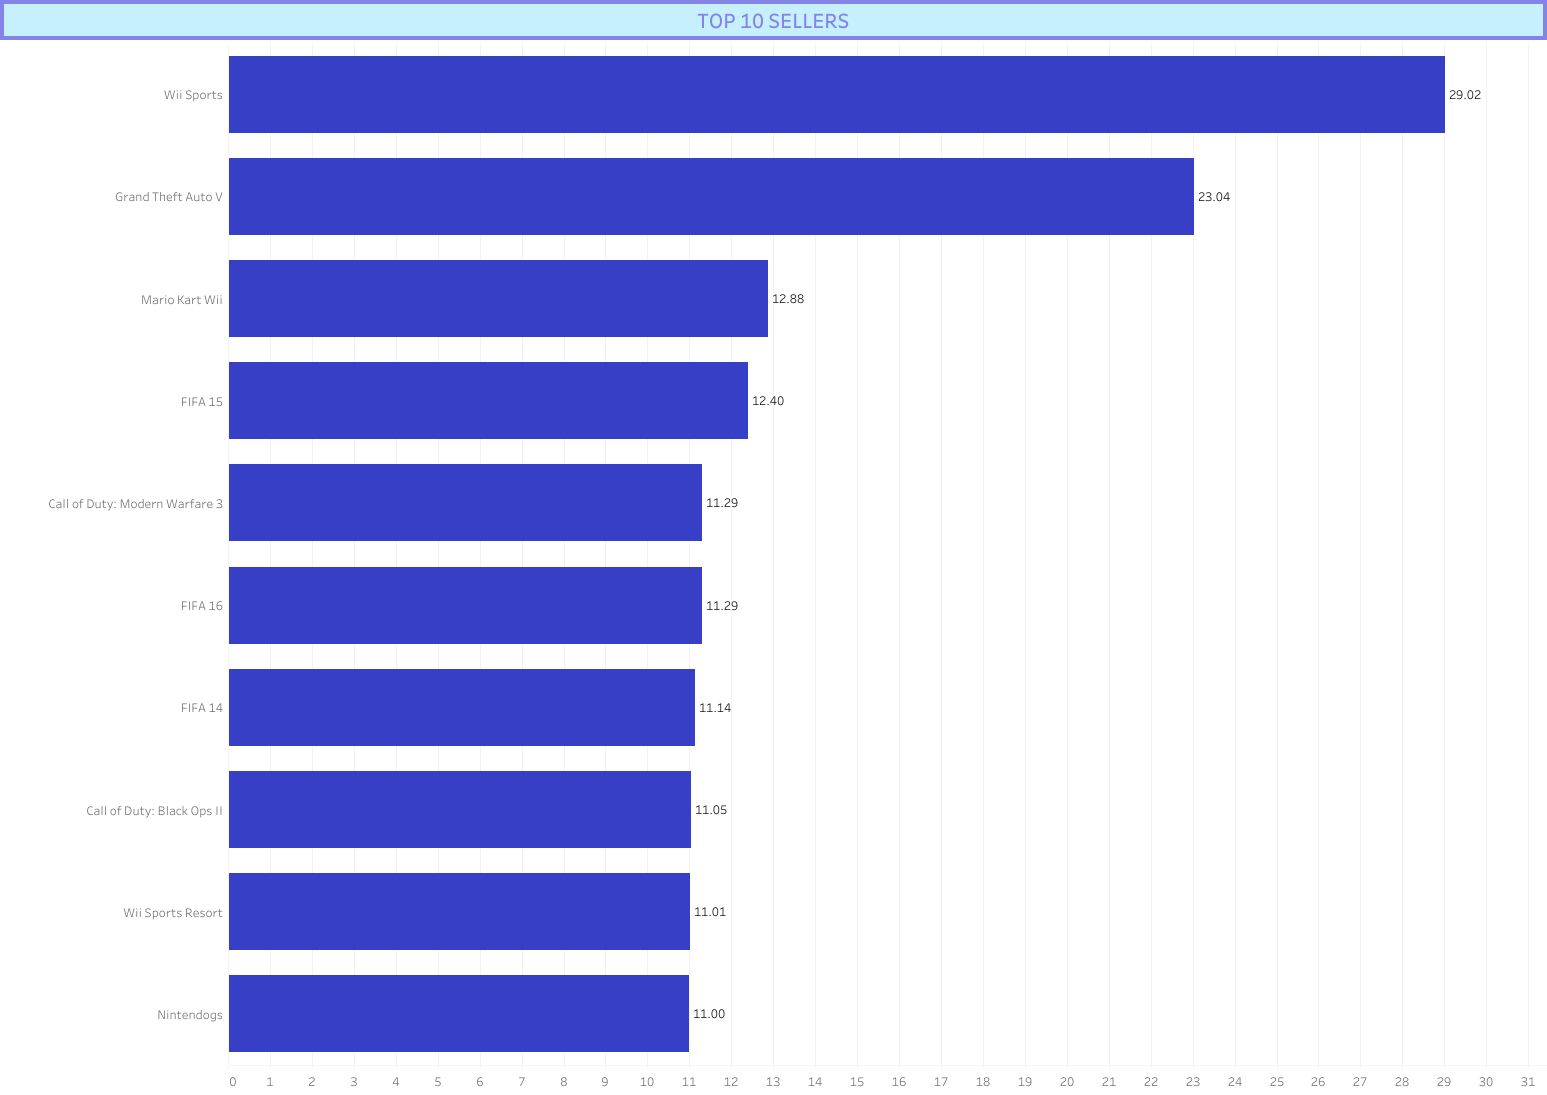 TOP 10 SELLERS
Wii Sports 29.02
Grand Theft Auto V 23.04
Mario Kart Wii 12.88
FIFA 15 12.40
Call of Duty: Modern Warfare 3 11.29
FIFA 16 11.29
FIFA 14 11.14
Call of Duty: Black Ops II 11.05
Wii Sports Resort 11.01
Nintendogs 11.00
0 1 2 3 4 5 6 7 8 9 10 11 12 13 14 15 16 17 18 19 20 21 22 23 24 25 26 27 28 29 30 31